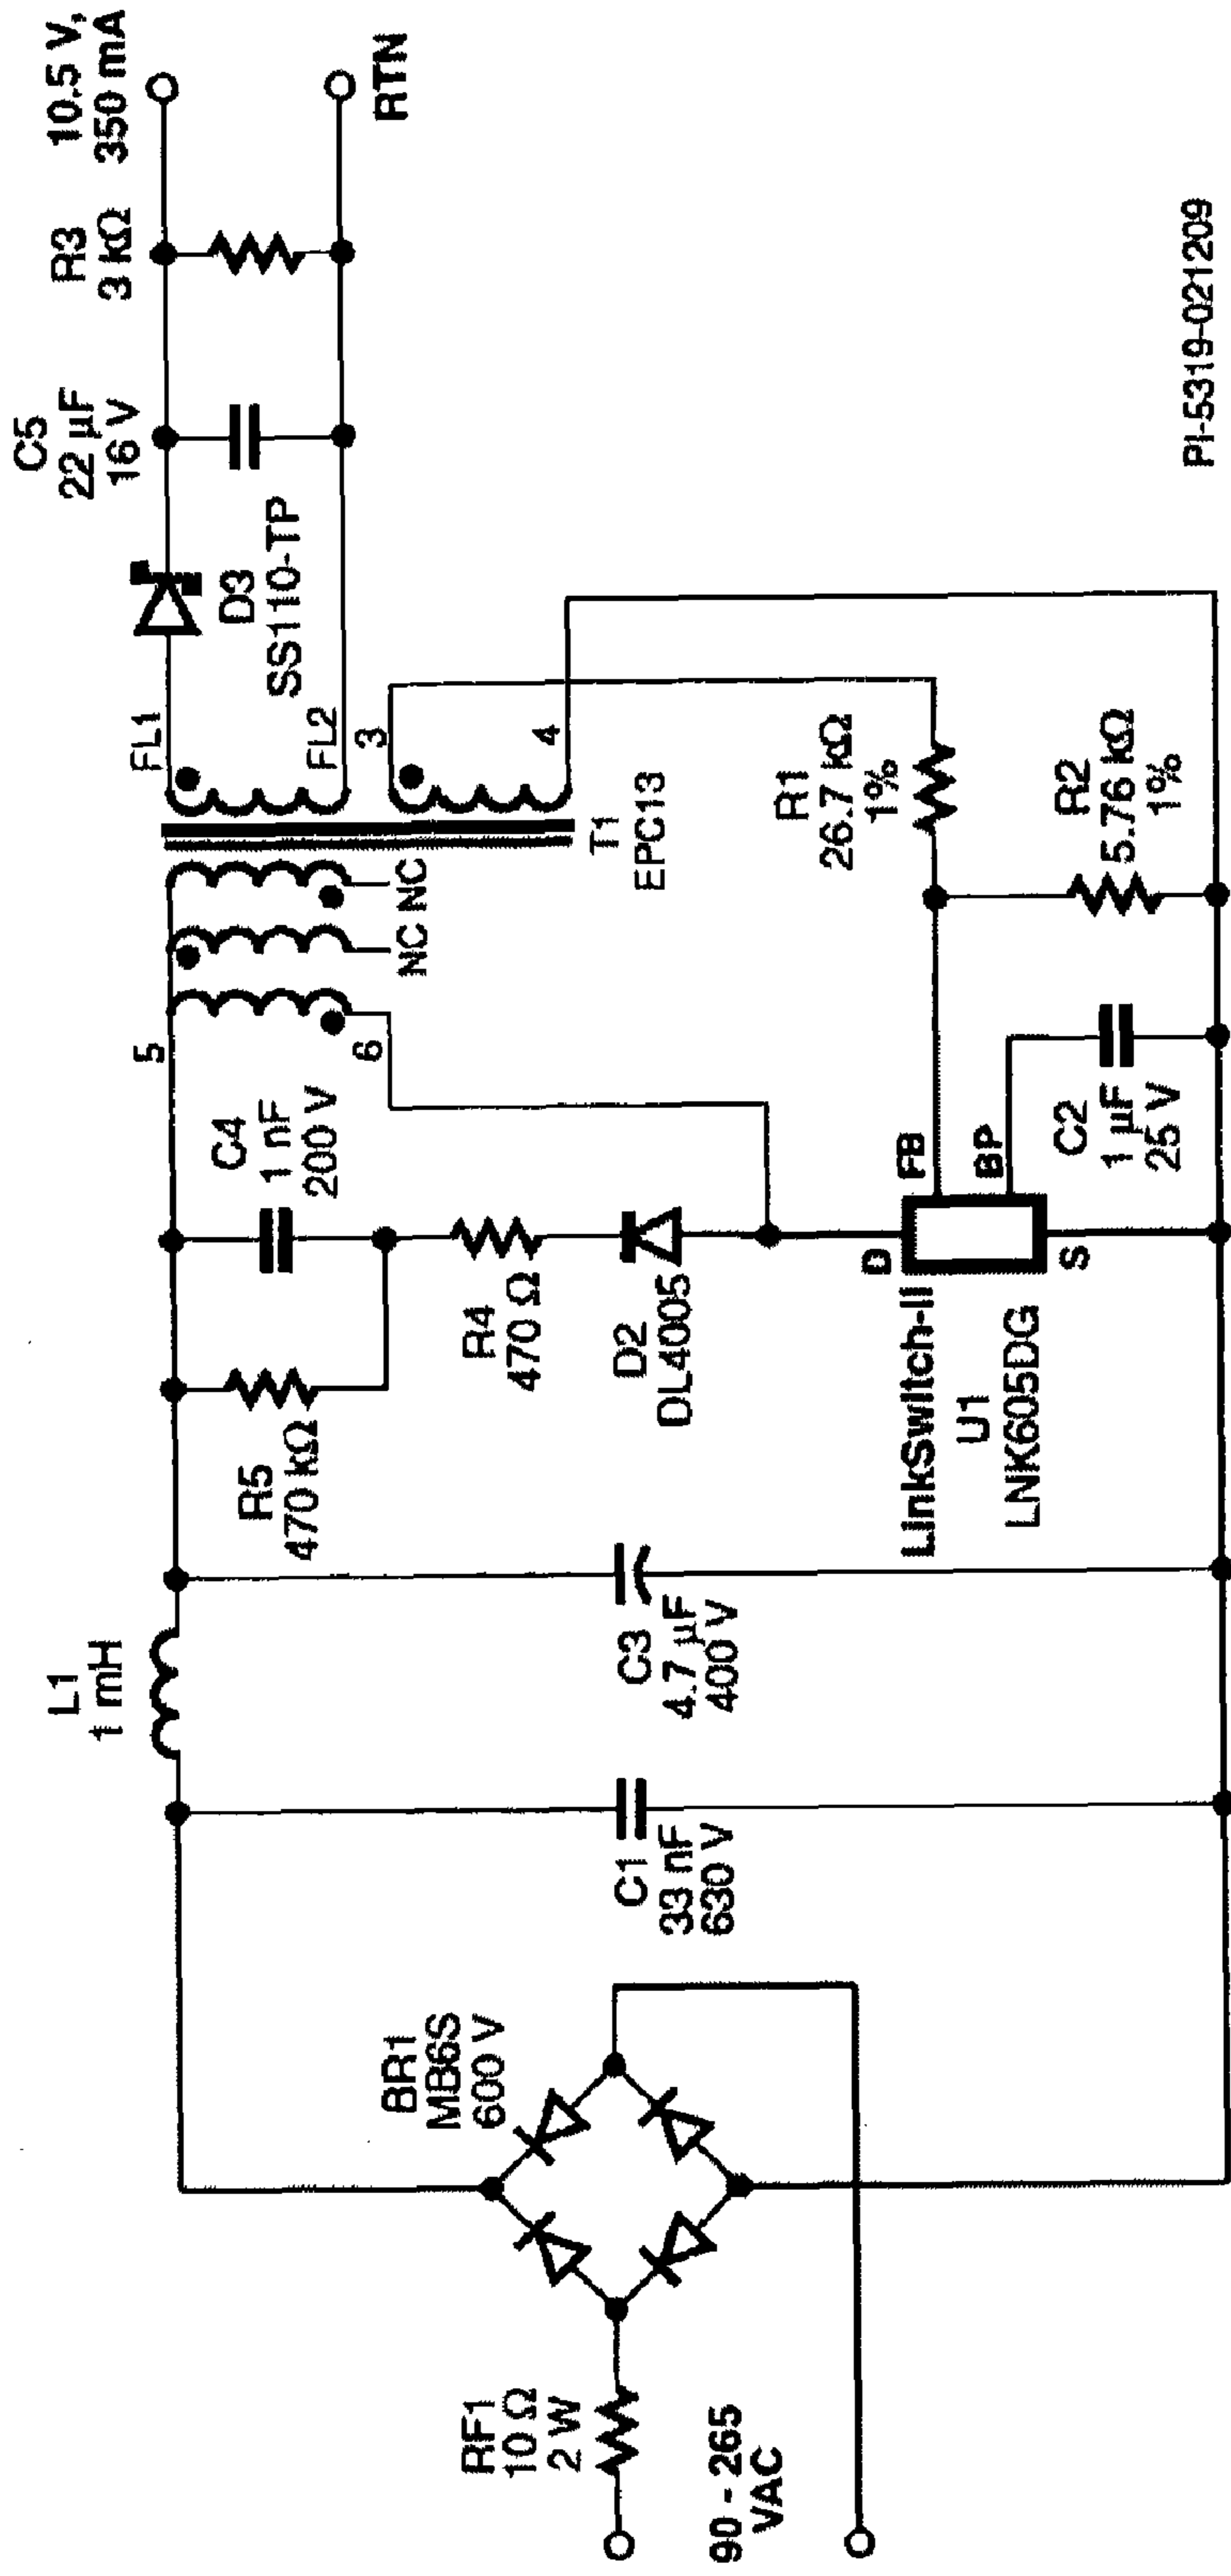 RF1
10 Ω
2 W
90 - 265
VAC
BR1
MB6S
600 V
L1
1 mH
C1
33 nF
630 V
C3
4.7 µF
400 V
R5
470 kΩ
C4
1 nF
200 V
R4
470 Ω
D2
DL4005
D
FB
BP
S
LinkSwitch-II
U1
LNK605DG
C2
1 µF
25 V
5
6
NC NC
T1
EPC13
FL1
FL2
3
4
R1
26.7 kΩ
1%
R2
5.76 kΩ
1%
D3
SS110-TP
C5
22 µF
16 V
R3
3 kΩ
10.5 V,
350 mA
RTN
PI-5319-021209